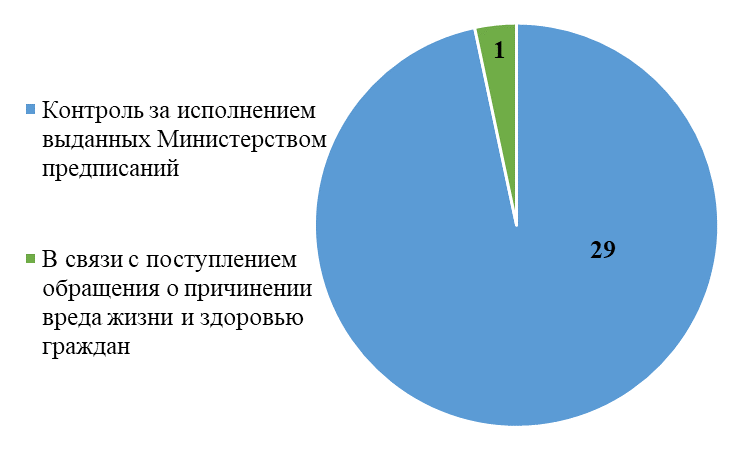 Контроль за исполнением
выданных Министерством
предписаний
В связи с поступлением
обращения о причинении
вреда жизни и здоровью
граждан
1
29